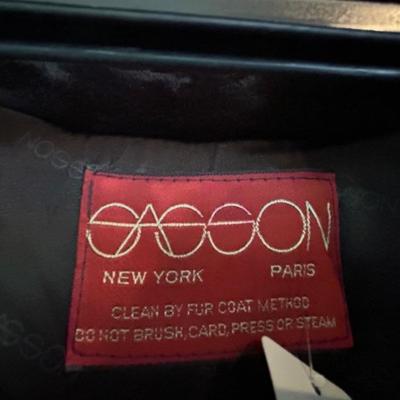 SASSON
NEW YORK PARIS
CLEAN BY FUR COAT METHOD
DO NOT BRUSH, CARD, PRESS OR STEAM